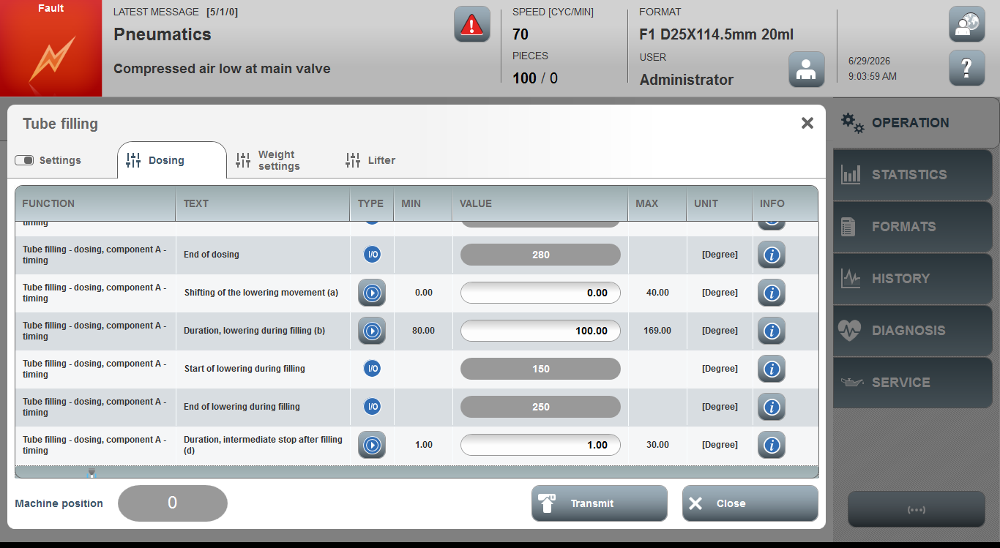 Fault
LATEST MESSAGE [5/1/0]
Pneumatics
Compressed air low at main valve
SPEED [CYC/MIN]
70
PIECES
100 / 0
FORMAT
F1 D25X114.5mm 20ml
USER
Administrator
6/29/2026
9:03:59 AM
?
Tube filling
Settings
Dosing
Weight
settings
Lifter
FUNCTION TEXT TYPE MIN VALUE MAX UNIT INFO
timing
Tube filling - dosing, component A -
timing
End of dosing I/O 280 [Degree] i
Tube filling - dosing, component A -
timing
Shifting of the lowering movement (a) 0.00 0.00 40.00 [Degree] i
Tube filling - dosing, component A -
timing
Duration, lowering during filling (b) 80.00 100.00 169.00 [Degree] i
Tube filling - dosing, component A -
timing
Start of lowering during filling I/O 150 [Degree] i
Tube filling - dosing, component A -
timing
End of lowering during filling I/O 250 [Degree] i
Tube filling - dosing, component A -
timing
Duration, intermediate stop after filling
(d)
1.00 1.00 30.00 [Degree] i
Machine position 0
Transmit
Close
OPERATION
STATISTICS
FORMATS
HISTORY
DIAGNOSIS
SERVICE
(•••)